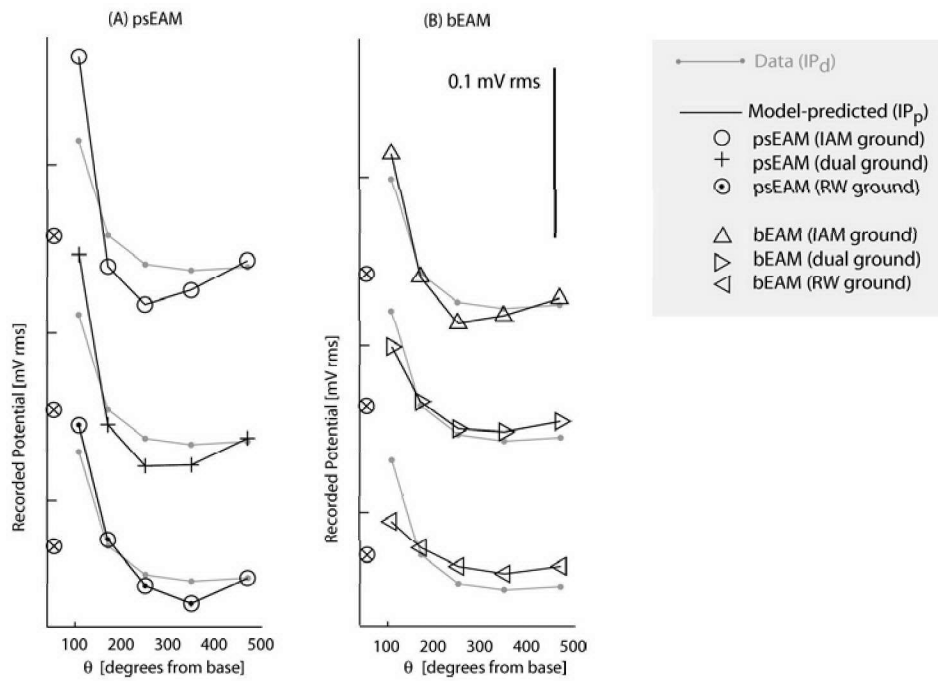 (A) psEAM
(B) bEAM
0.1 mV rms
Data (IPd)
Model-predicted (IPp)
psEAM (IAM ground)
psEAM (dual ground)
psEAM (RW ground)
bEAM (IAM ground)
bEAM (dual ground)
bEAM (RW ground)
Recorded Potential [mV rms]
Recorded Potential [mV rms]
100 200 300 400 500
θ [degrees from base]
100 200 300 400 500
θ [degrees from base]